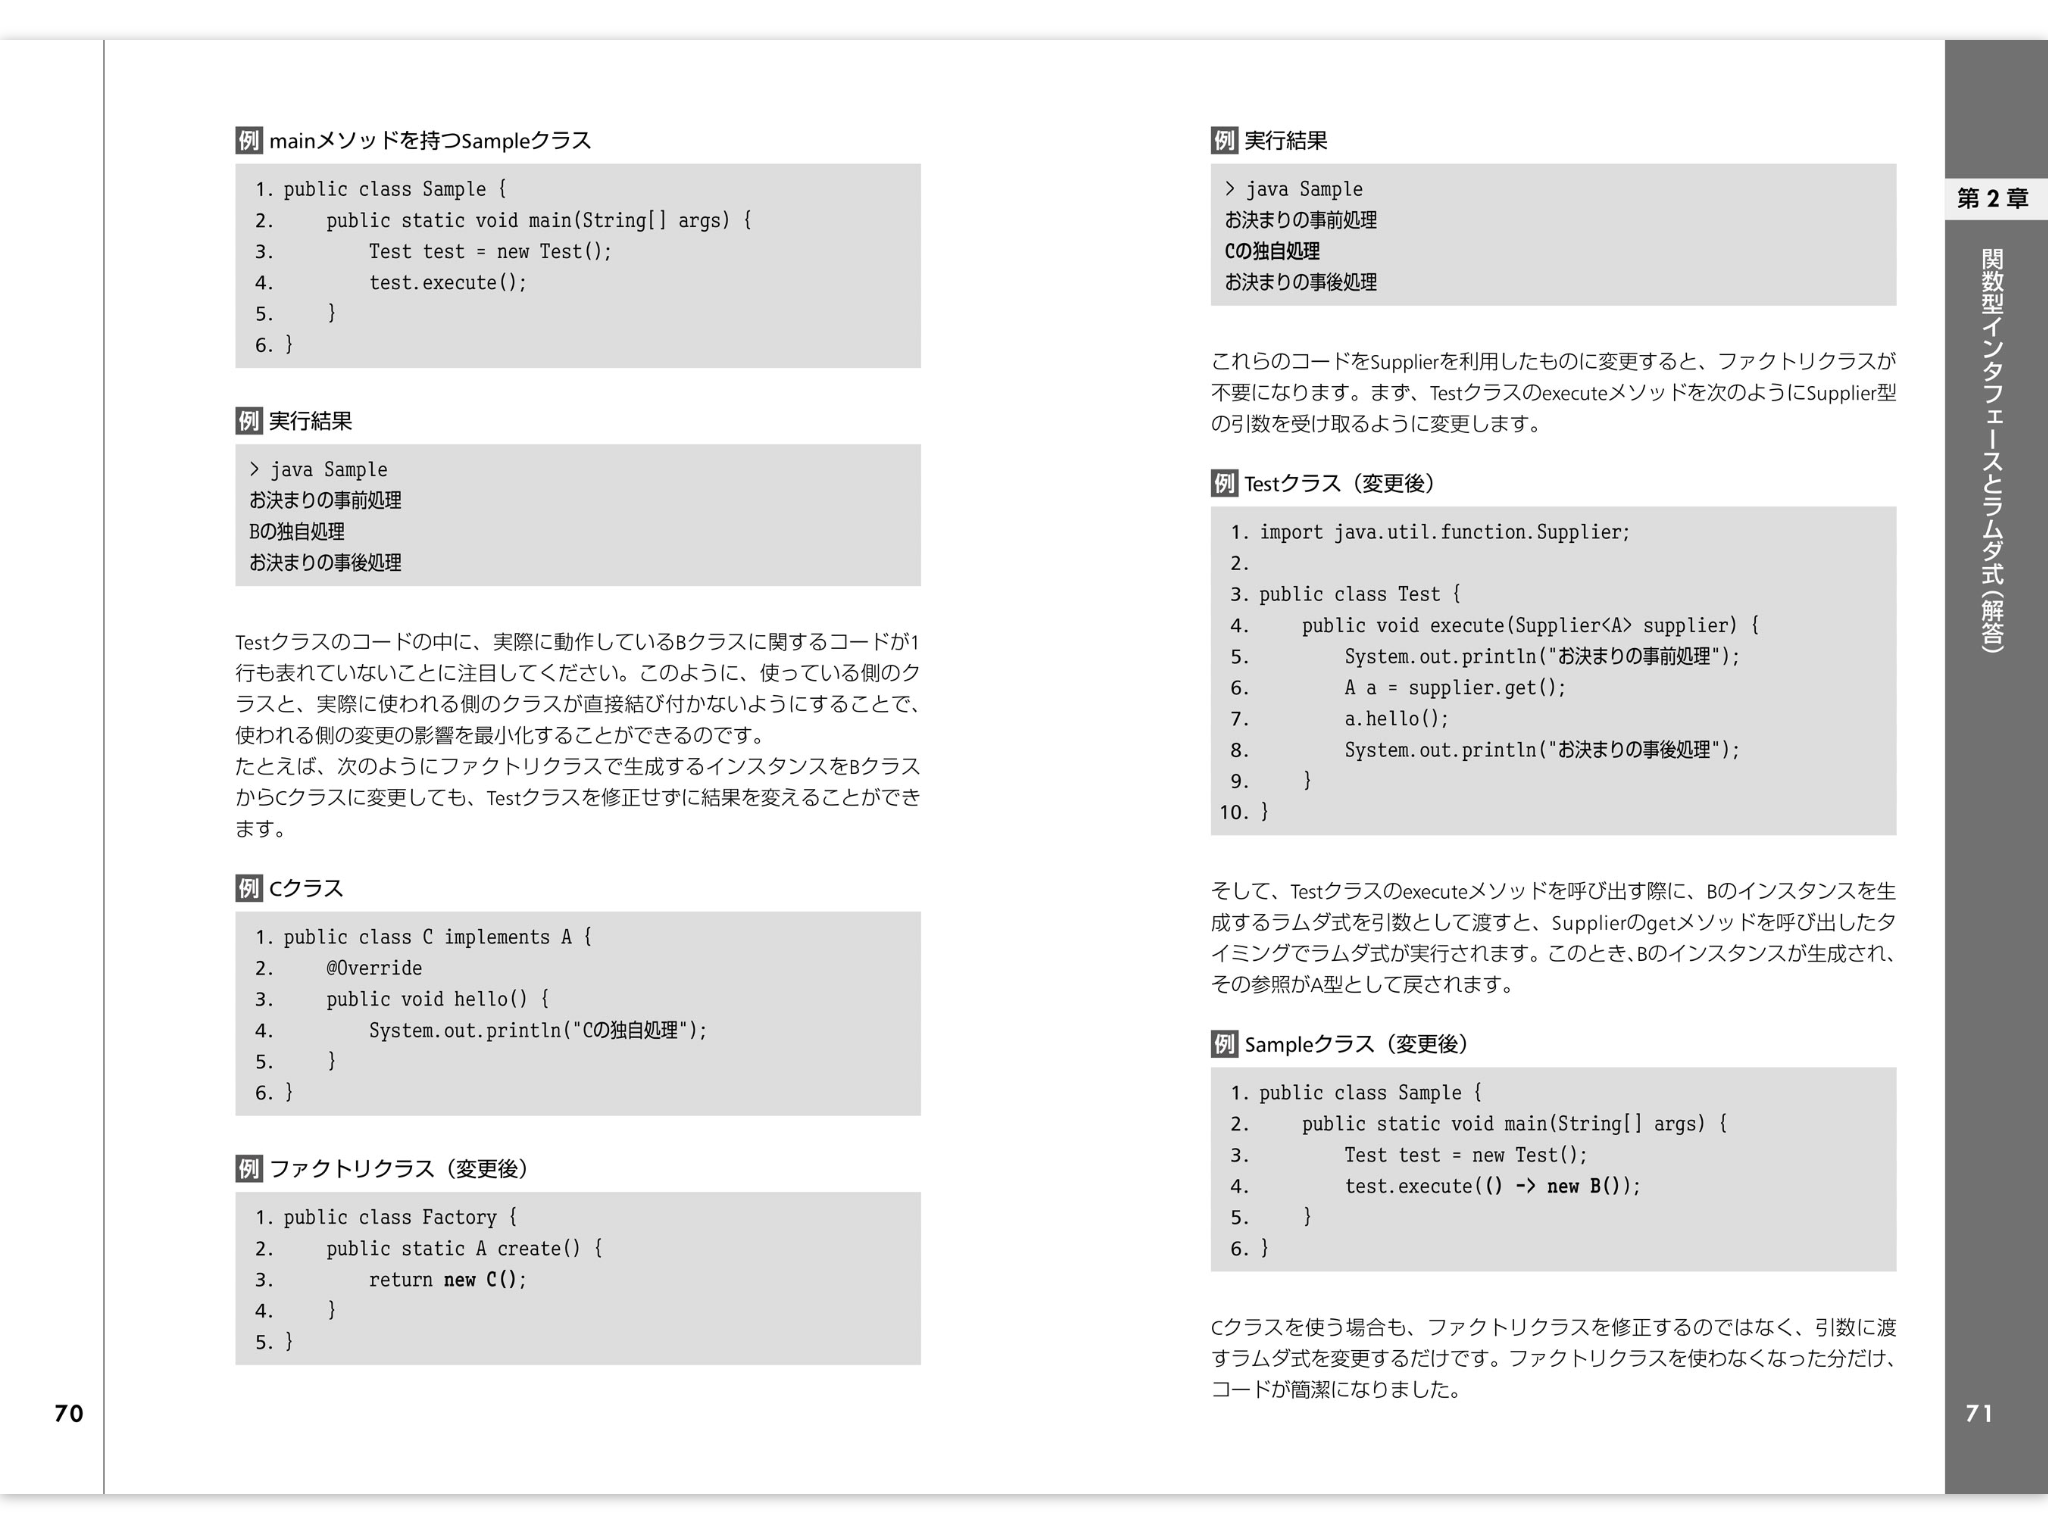 例 mainメソッドを持つSampleクラス
1. public class Sample {
2.     public static void main(String[] args) {
3.         Test test = new Test();
4.         test.execute();
5.     }
6. }
例 実行結果
> java Sample
お決まりの事前処理
Bの独自処理
お決まりの事後処理
Testクラスのコードの中に、実際に動作しているBクラスに関するコードが1
行も表れていないことに注目してください。このように、使っている側のク
ラスと、実際に使われる側のクラスが直接結び付かないようにすることで、
使われる側の変更の影響を最小化することができるのです。
たとえば、次のようにファクトリクラスで生成するインスタンスをBクラス
からCクラスに変更しても、Testクラスを修正せずに結果を変えることができ
ます。
例 Cクラス
1. public class C implements A {
2.     @Override
3.     public void hello() {
4.         System.out.println("Cの独自処理");
5.     }
6. }
例 ファクトリクラス（変更後）
1. public class Factory {
2.     public static A create() {
3.         return new C();
4.     }
5. }
70
例 実行結果
> java Sample
お決まりの事前処理
Cの独自処理
お決まりの事後処理
これらのコードをSupplierを利用したものに変更すると、ファクトリクラスが
不要になります。まず、Testクラスのexecuteメソッドを次のようにSupplier型
の引数を受け取るように変更します。
例 Testクラス（変更後）
1. import java.util.function.Supplier;
2.
3. public class Test {
4.     public void execute(Supplier<A> supplier) {
5.         System.out.println("お決まりの事前処理");
6.         A a = supplier.get();
7.         a.hello();
8.         System.out.println("お決まりの事後処理");
9.     }
10. }
そして、Testクラスのexecuteメソッドを呼び出す際に、Bのインスタンスを生
成するラムダ式を引数として渡すと、Supplierのgetメソッドを呼び出したタ
イミングでラムダ式が実行されます。このとき、Bのインスタンスが生成され、
その参照がA型として戻されます。
例 Sampleクラス（変更後）
1. public class Sample {
2.     public static void main(String[] args) {
3.         Test test = new Test();
4.         test.execute(() -> new B());
5.     }
6. }
Cクラスを使う場合も、ファクトリクラスを修正するのではなく、引数に渡
すラムダ式を変更するだけです。ファクトリクラスを使わなくなった分だけ、
コードが簡潔になりました。
第2章
関数型インタフェースとラムダ式（解答）
71